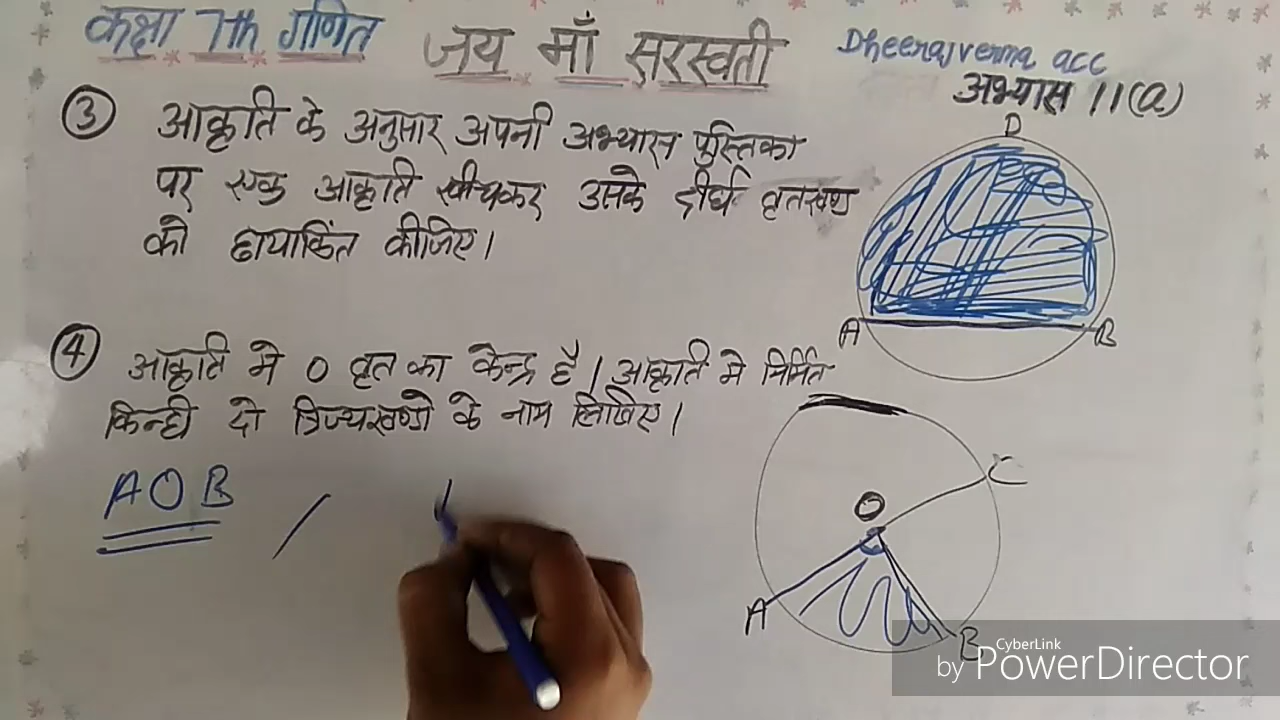 कक्षा 7th गणित
जय माँ सरस्वती
Dheerajverma acc
अभ्यास 11(a)
③ आकृति के अनुसार अपनी अभ्यास पुस्तिका
पर एक आकृति खीचकर उसके दीर्घ वृतखण्ड
को छायाकिंत कीजिए।
D
A
B
④ आकृति मे O वृत का केन्द्र है। आकृति मे निर्मित
किन्ही दो त्रिज्यखण्डो के नाम लिखिए।
AOB /
C
O
A
B
CyberLink
by PowerDirector